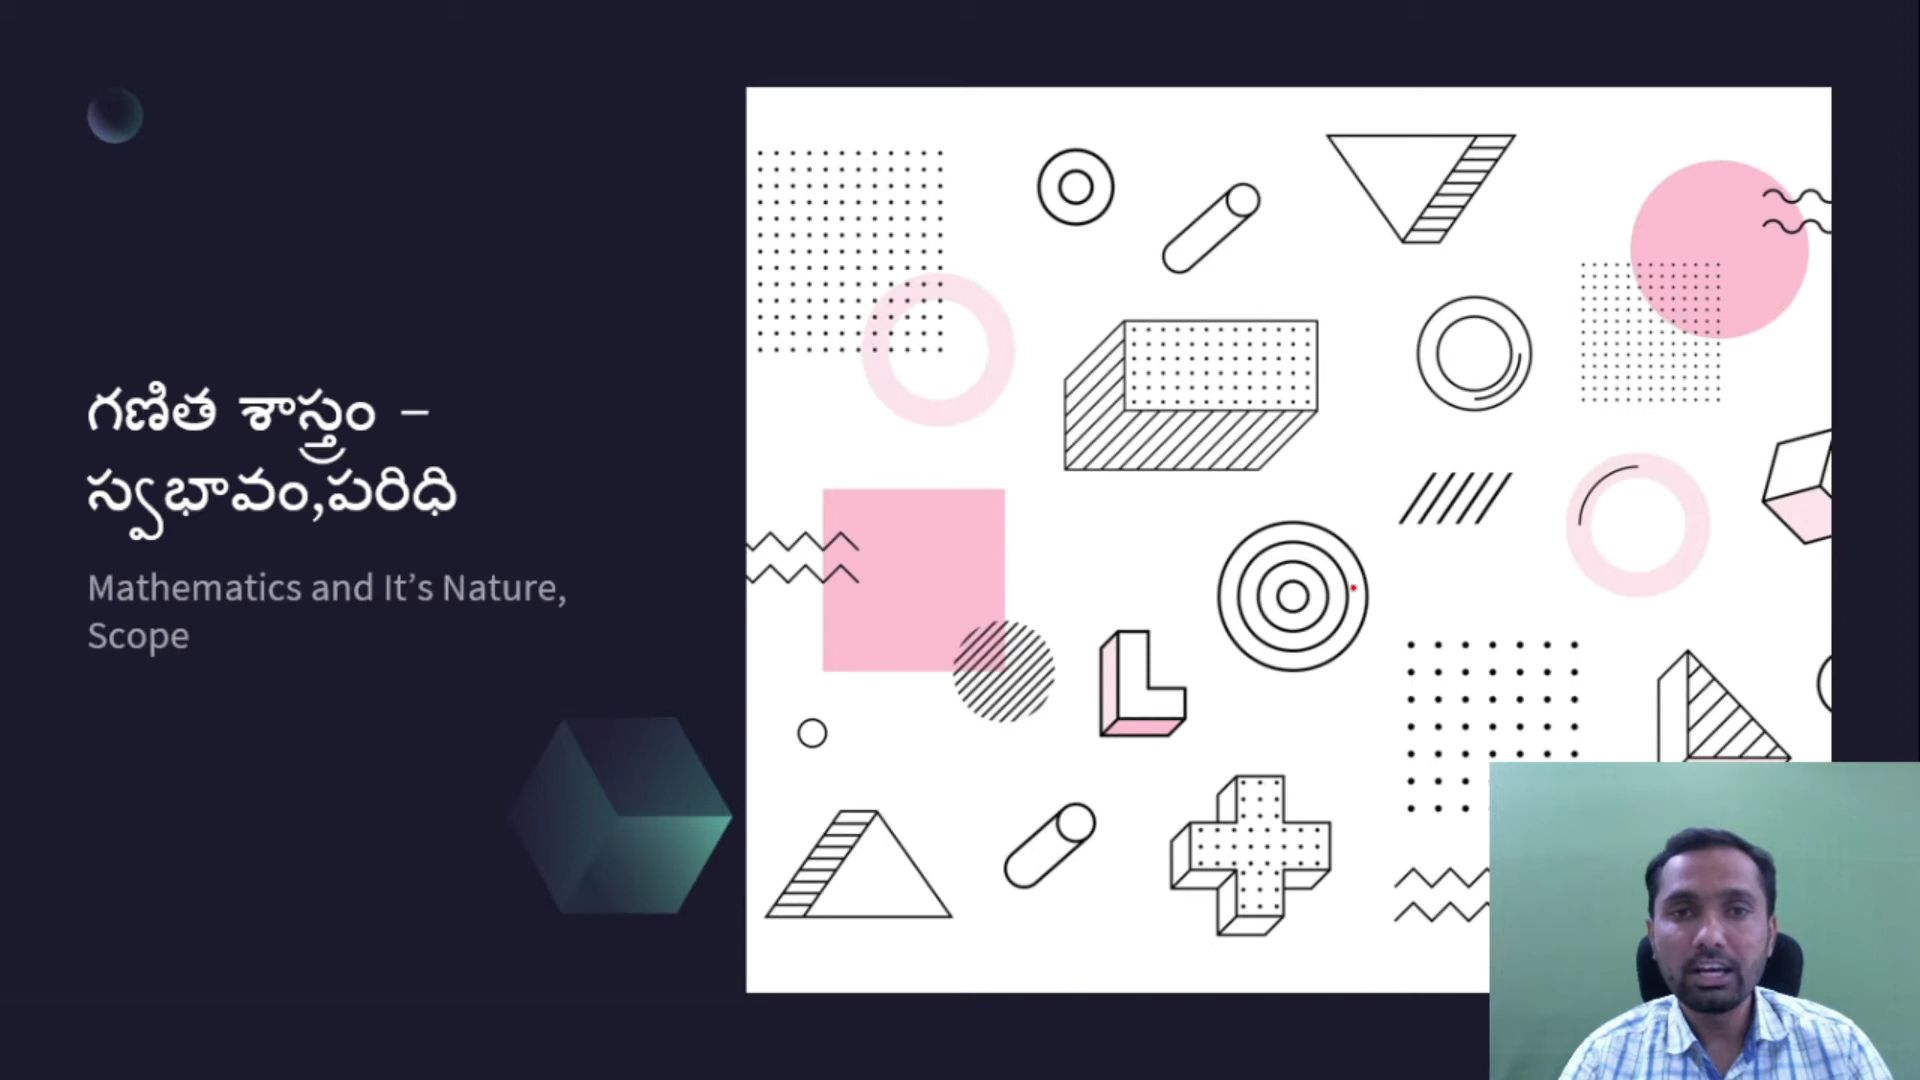 గణిత శాస్త్రం –
స్వభావం,పరిధి
Mathematics and It’s Nature,
Scope